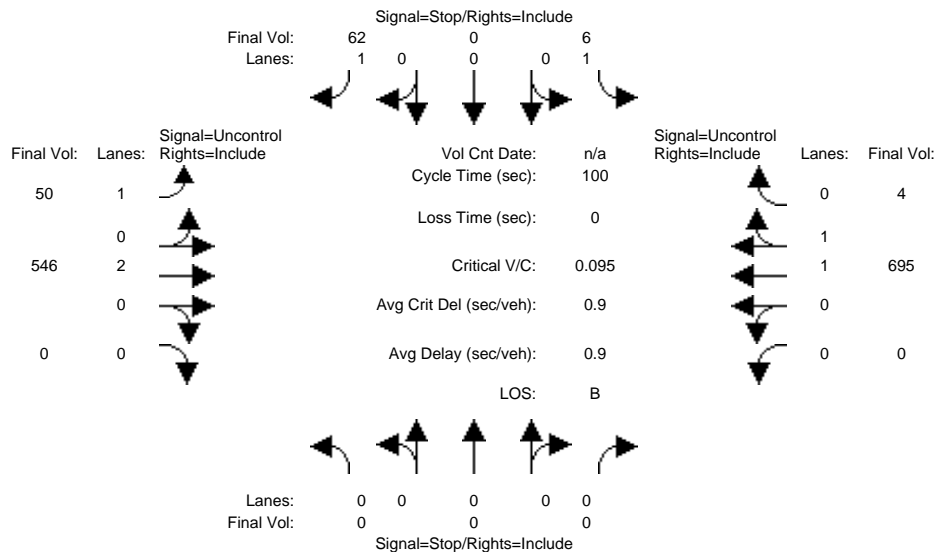 Signal=Stop/Rights=Include
Final Vol: 62 0 6
Lanes: 1 0 0 0 1
Signal=Uncontrol
Final Vol: Lanes: Rights=Include
Vol Cnt Date: n/a
Signal=Uncontrol
Rights=Include Lanes: Final Vol:
Cycle Time (sec): 100
50 1
0 4
Loss Time (sec): 0
0
1
546 2
Critical V/C: 0.095
1 695
0
Avg Crit Del (sec/veh): 0.9
0
0 0
Avg Delay (sec/veh): 0.9
0 0
LOS: B
Lanes: 0 0 0 0 0
Final Vol: 0 0 0
Signal=Stop/Rights=Include